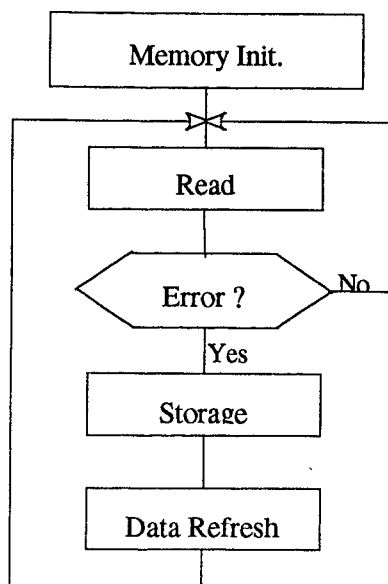 Memory Init.
Read
Error ?
No
Yes
Storage
Data Refresh